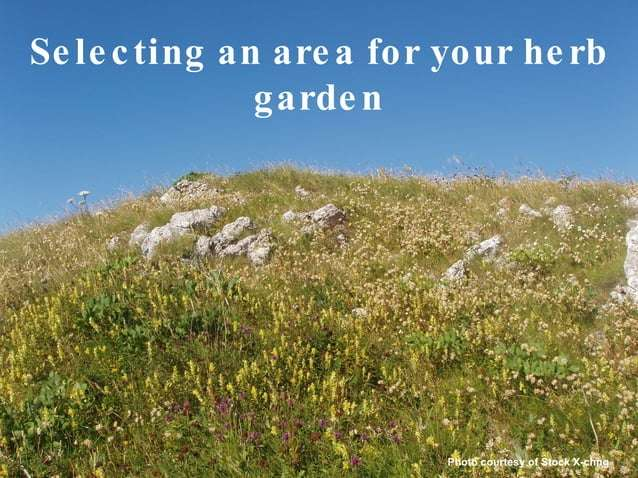 Selecting an area for your herb
garden
Photo courtesy of Stock X-chng